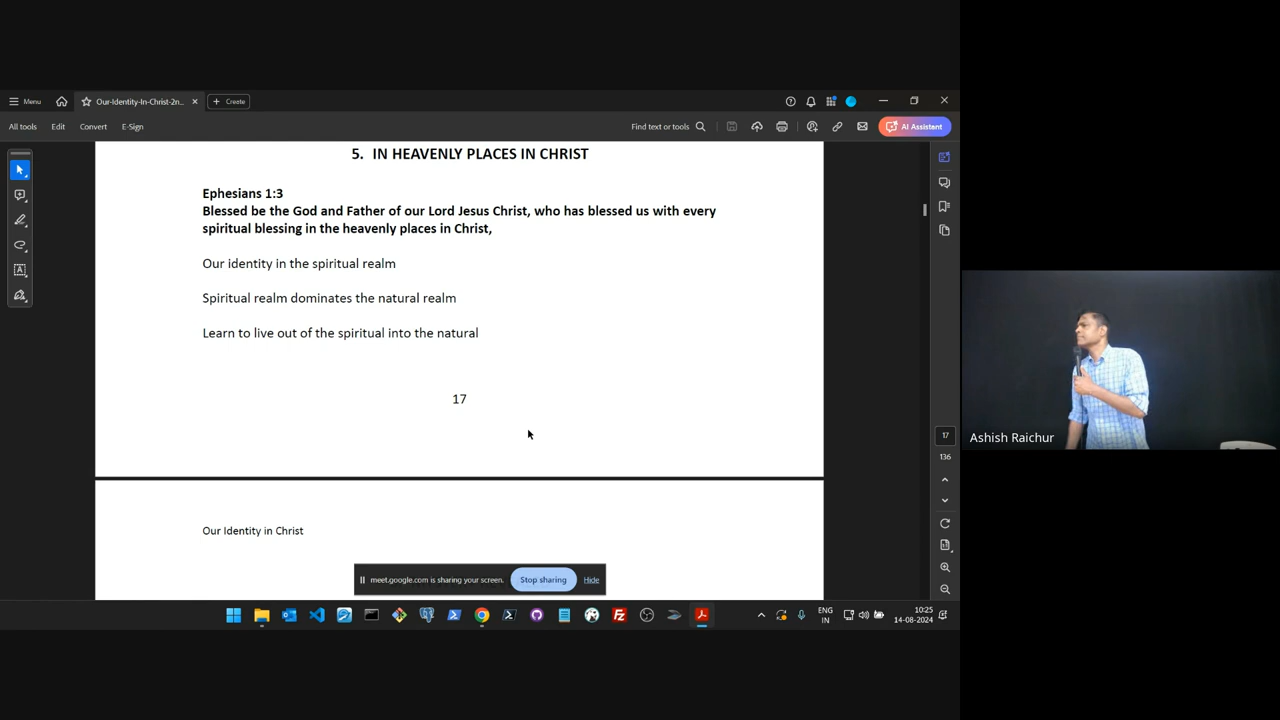 Menu
Our-Identity-In-Christ-2n...
Create
All tools
Edit
Convert
E-Sign
Find text or tools
AI Assistant
5. IN HEAVENLY PLACES IN CHRIST
Ephesians 1:3
Blessed be the God and Father of our Lord Jesus Christ, who has blessed us with every
spiritual blessing in the heavenly places in Christ,
Our identity in the spiritual realm
Spiritual realm dominates the natural realm
Learn to live out of the spiritual into the natural
17
17
136
Ashish Raichur
Our Identity in Christ
meet.google.com is sharing your screen.
Stop sharing
Hide
ENG
IN
10:25
14-08-2024